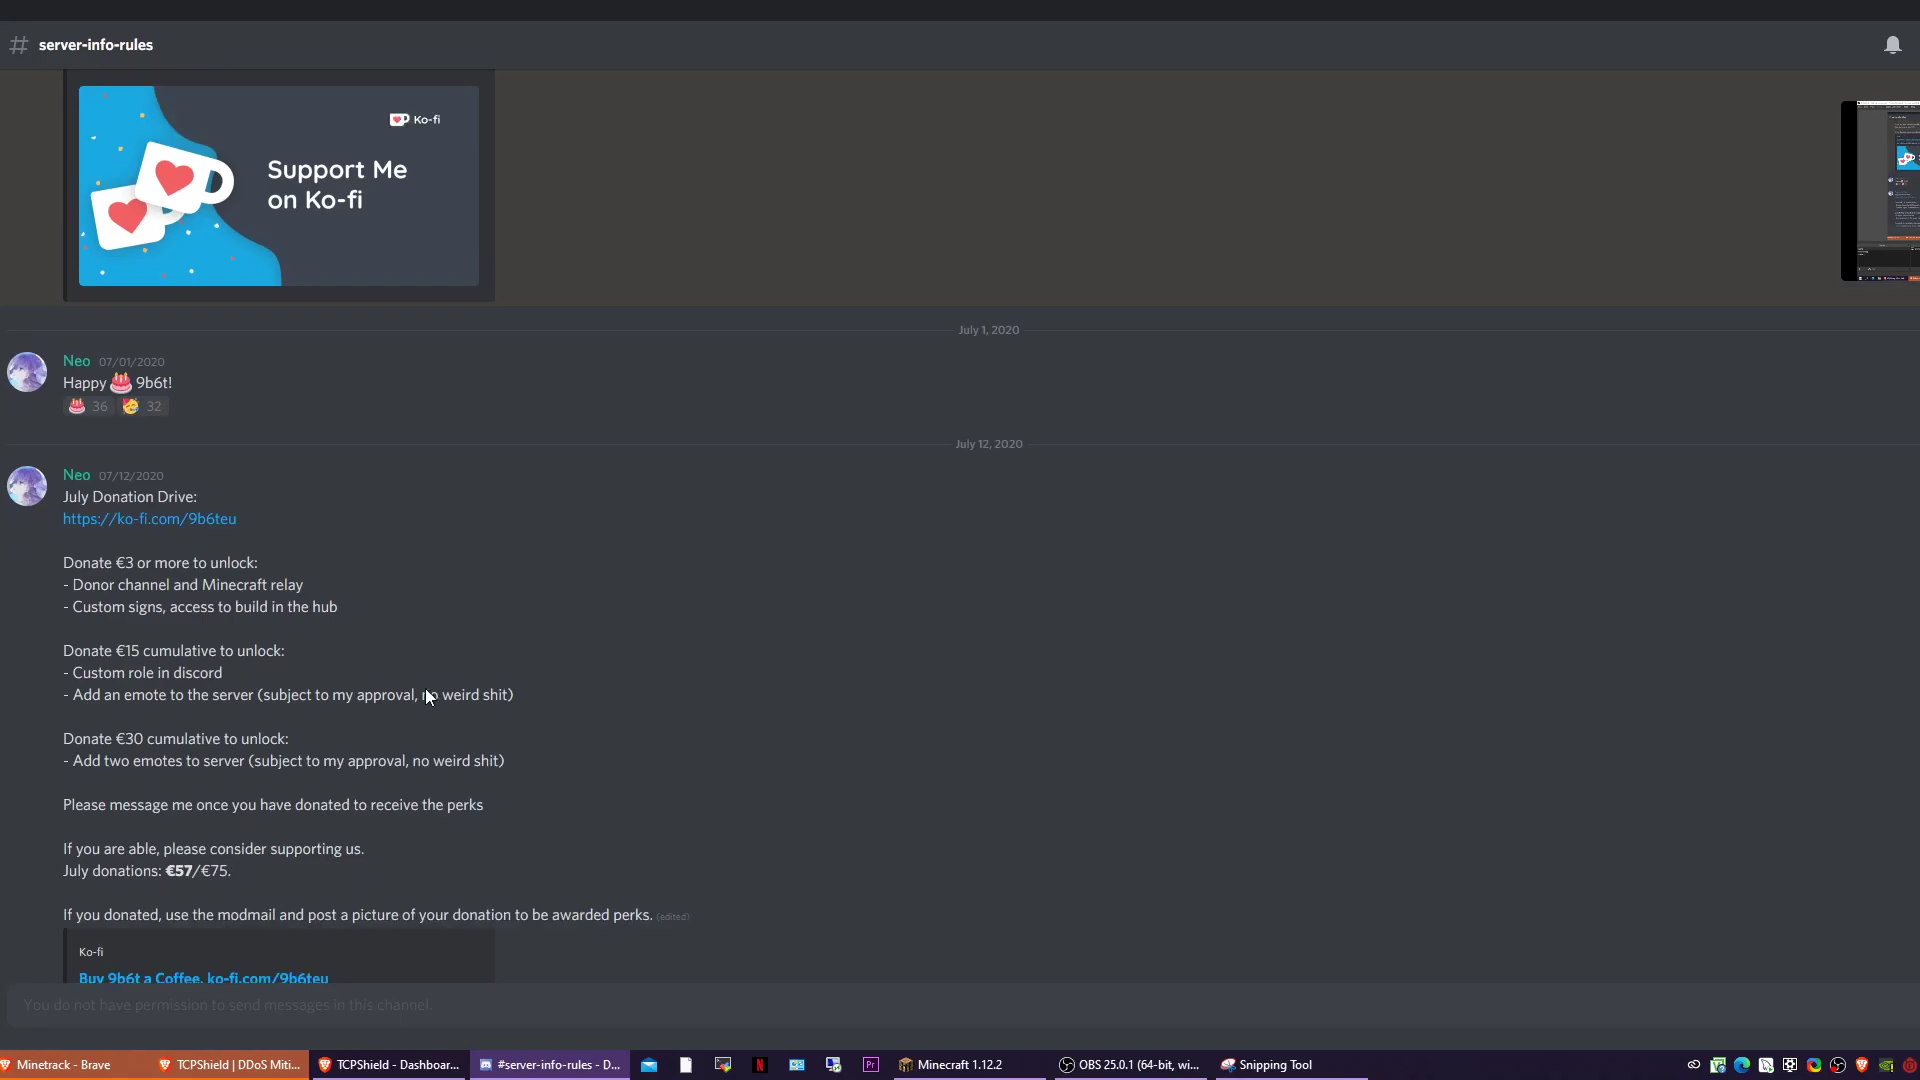 server-info-rules
Ko-fi
Support Me
on Ko-fi
July 1, 2020
Neo 07/01/2020
Happy 🎂 9b6t!
🎂 36 🥳 32
July 12, 2020
Neo 07/12/2020
July Donation Drive:
https://ko-fi.com/9b6teu
Donate €3 or more to unlock:
- Donor channel and Minecraft relay
- Custom signs, access to build in the hub
Donate €15 cumulative to unlock:
- Custom role in discord
- Add an emote to the server (subject to my approval, no weird shit)
Donate €30 cumulative to unlock:
- Add two emotes to server (subject to my approval, no weird shit)
Please message me once you have donated to receive the perks
If you are able, please consider supporting us.
July donations: €57/€75.
If you donated, use the modmail and post a picture of your donation to be awarded perks. (edited)
Ko-fi
Buy 9b6t a Coffee. ko-fi.com/9b6teu
You do not have permission to send messages in this channel.
Minetrack - Brave TCPShield | DDoS Miti... TCPShield - Dashboar... #server-info-rules - D... N Pr Minecraft 1.12.2 OBS 25.0.1 (64-bit, wi... Snipping Tool